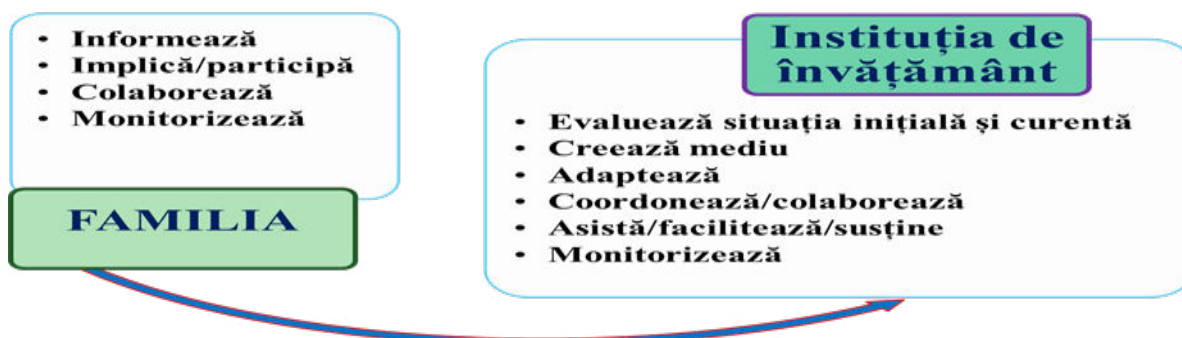 • Informează
• Implică/participă
• Colaborează
• Monitorizează
FAMILIA
Instituția de
învățământ
• Evaluează situația inițială și curentă
• Creează mediu
• Adaptează
• Coordonează/colaborează
• Asistă/facilitează/susține
• Monitorizează